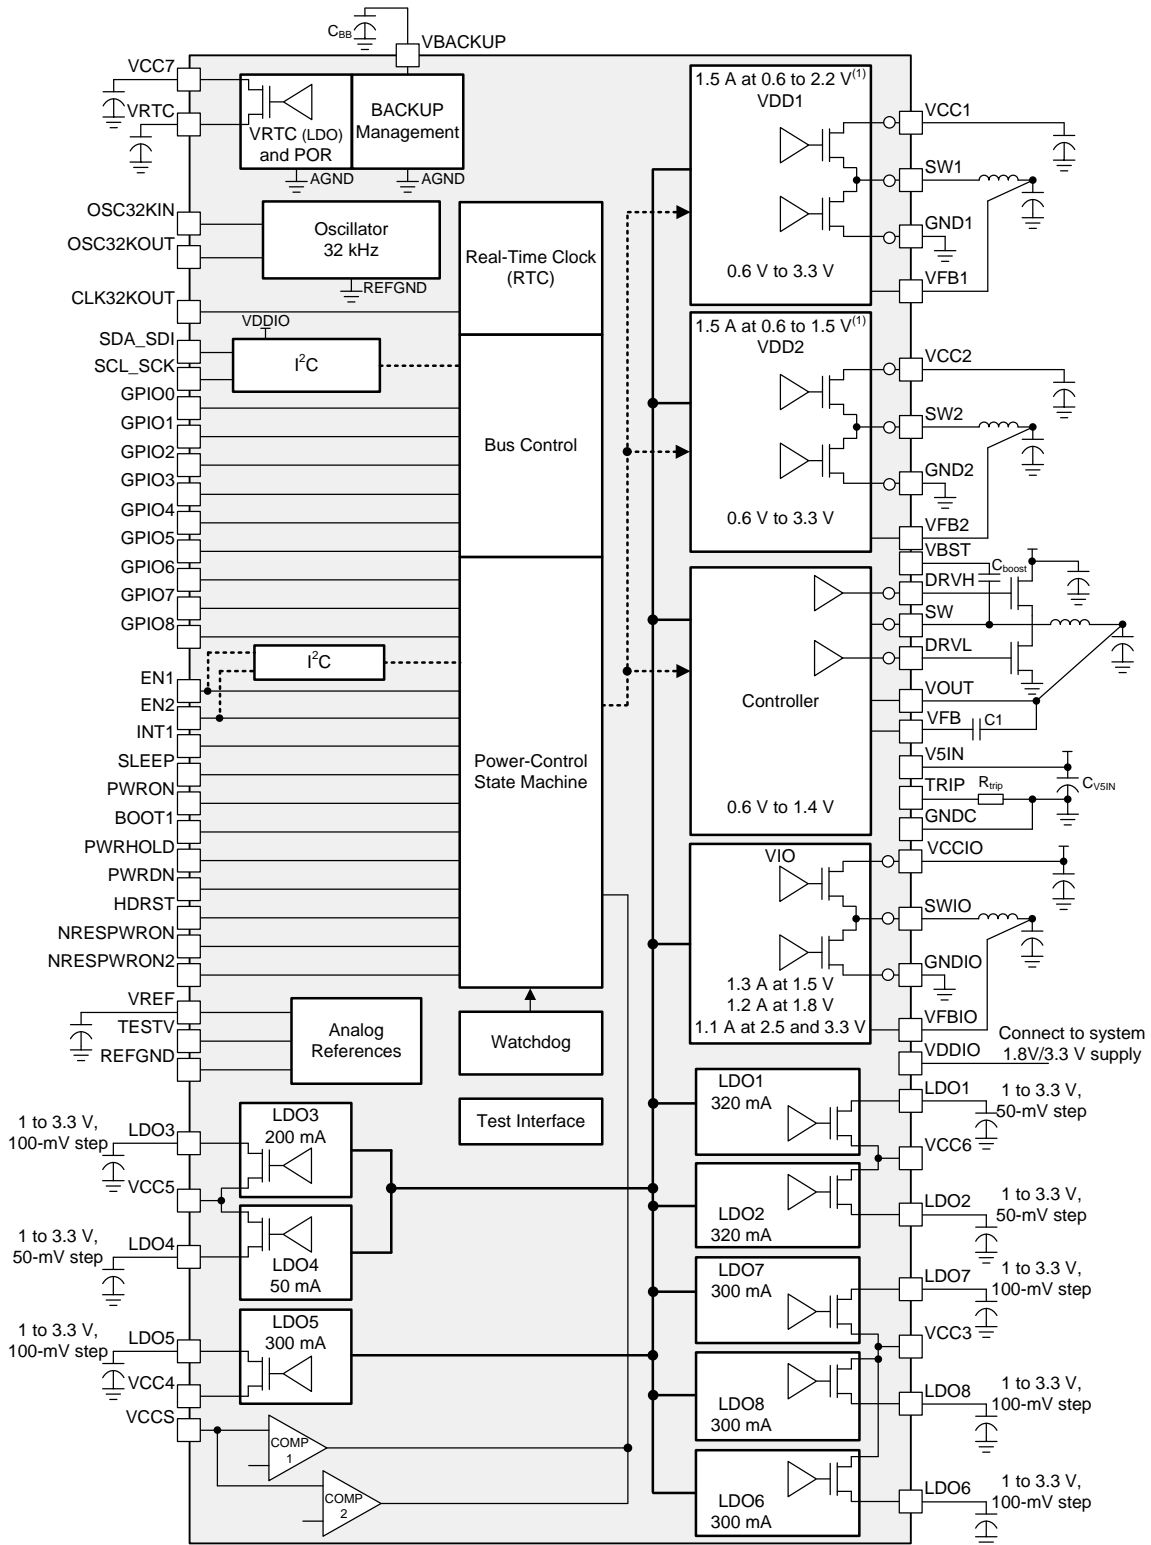 C_BB
VBACKUP
VCC7
VRTC
VRTC (LDO)
and POR
BACKUP
Management
AGND
AGND
OSC32KIN
OSC32KOUT
Oscillator
32 kHz
REFGND
CLK32KOUT
VDDIO
SDA_SDI
SCL_SCK
I²C
GPIO0
GPIO1
GPIO2
GPIO3
GPIO4
GPIO5
GPIO6
GPIO7
GPIO8
I²C
EN1
EN2
INT1
SLEEP
PWRON
BOOT1
PWRHOLD
PWRDN
HDRST
NRESPWRON
NRESPWRON2
VREF
TESTV
REFGND
Analog
References
Real-Time Clock
(RTC)
Bus Control
Power-Control
State Machine
Watchdog
Test Interface
1 to 3.3 V,
100-mV step
LDO3
LDO3
200 mA
VCC5
1 to 3.3 V,
50-mV step
LDO4
LDO4
50 mA
1 to 3.3 V,
100-mV step
LDO5
LDO5
300 mA
VCC4
VCCS
COMP
1
COMP
2
1.5 A at 0.6 to 2.2 V⁽¹⁾
VDD1
0.6 V to 3.3 V
VCC1
SW1
GND1
VFB1
1.5 A at 0.6 to 1.5 V⁽¹⁾
VDD2
0.6 V to 3.3 V
VCC2
SW2
GND2
VFB2
VBST
C_boost
DRVH
SW
DRVL
VOUT
VFB
C1
Controller
0.6 V to 1.4 V
V5IN
TRIP
R_trip
C_V5IN
GNDC
VCCIO
VIO
SWIO
GNDIO
1.3 A at 1.5 V
1.2 A at 1.8 V
1.1 A at 2.5 and 3.3 V
VFBIO
VDDIO
Connect to system
1.8V/3.3 V supply
LDO1
320 mA
LDO1
1 to 3.3 V,
50-mV step
VCC6
LDO2
320 mA
LDO2
1 to 3.3 V,
50-mV step
LDO7
300 mA
LDO7
1 to 3.3 V,
100-mV step
VCC3
LDO8
300 mA
LDO8
1 to 3.3 V,
100-mV step
LDO6
300 mA
LDO6
1 to 3.3 V,
100-mV step